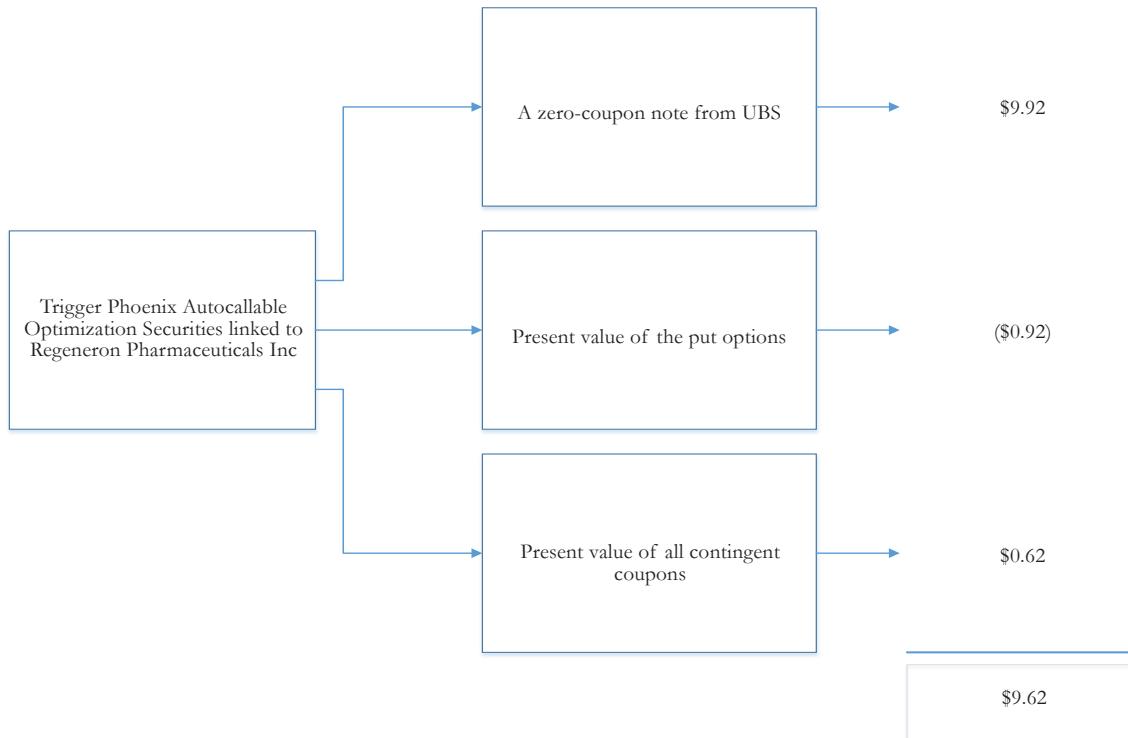 A zero-coupon note from UBS
$9.92
Trigger Phoenix Autocallable
Optimization Securities linked to
Regeneron Pharmaceuticals Inc
Present value of the put options
($0.92)
Present value of all contingent
coupons
$0.62
$9.62